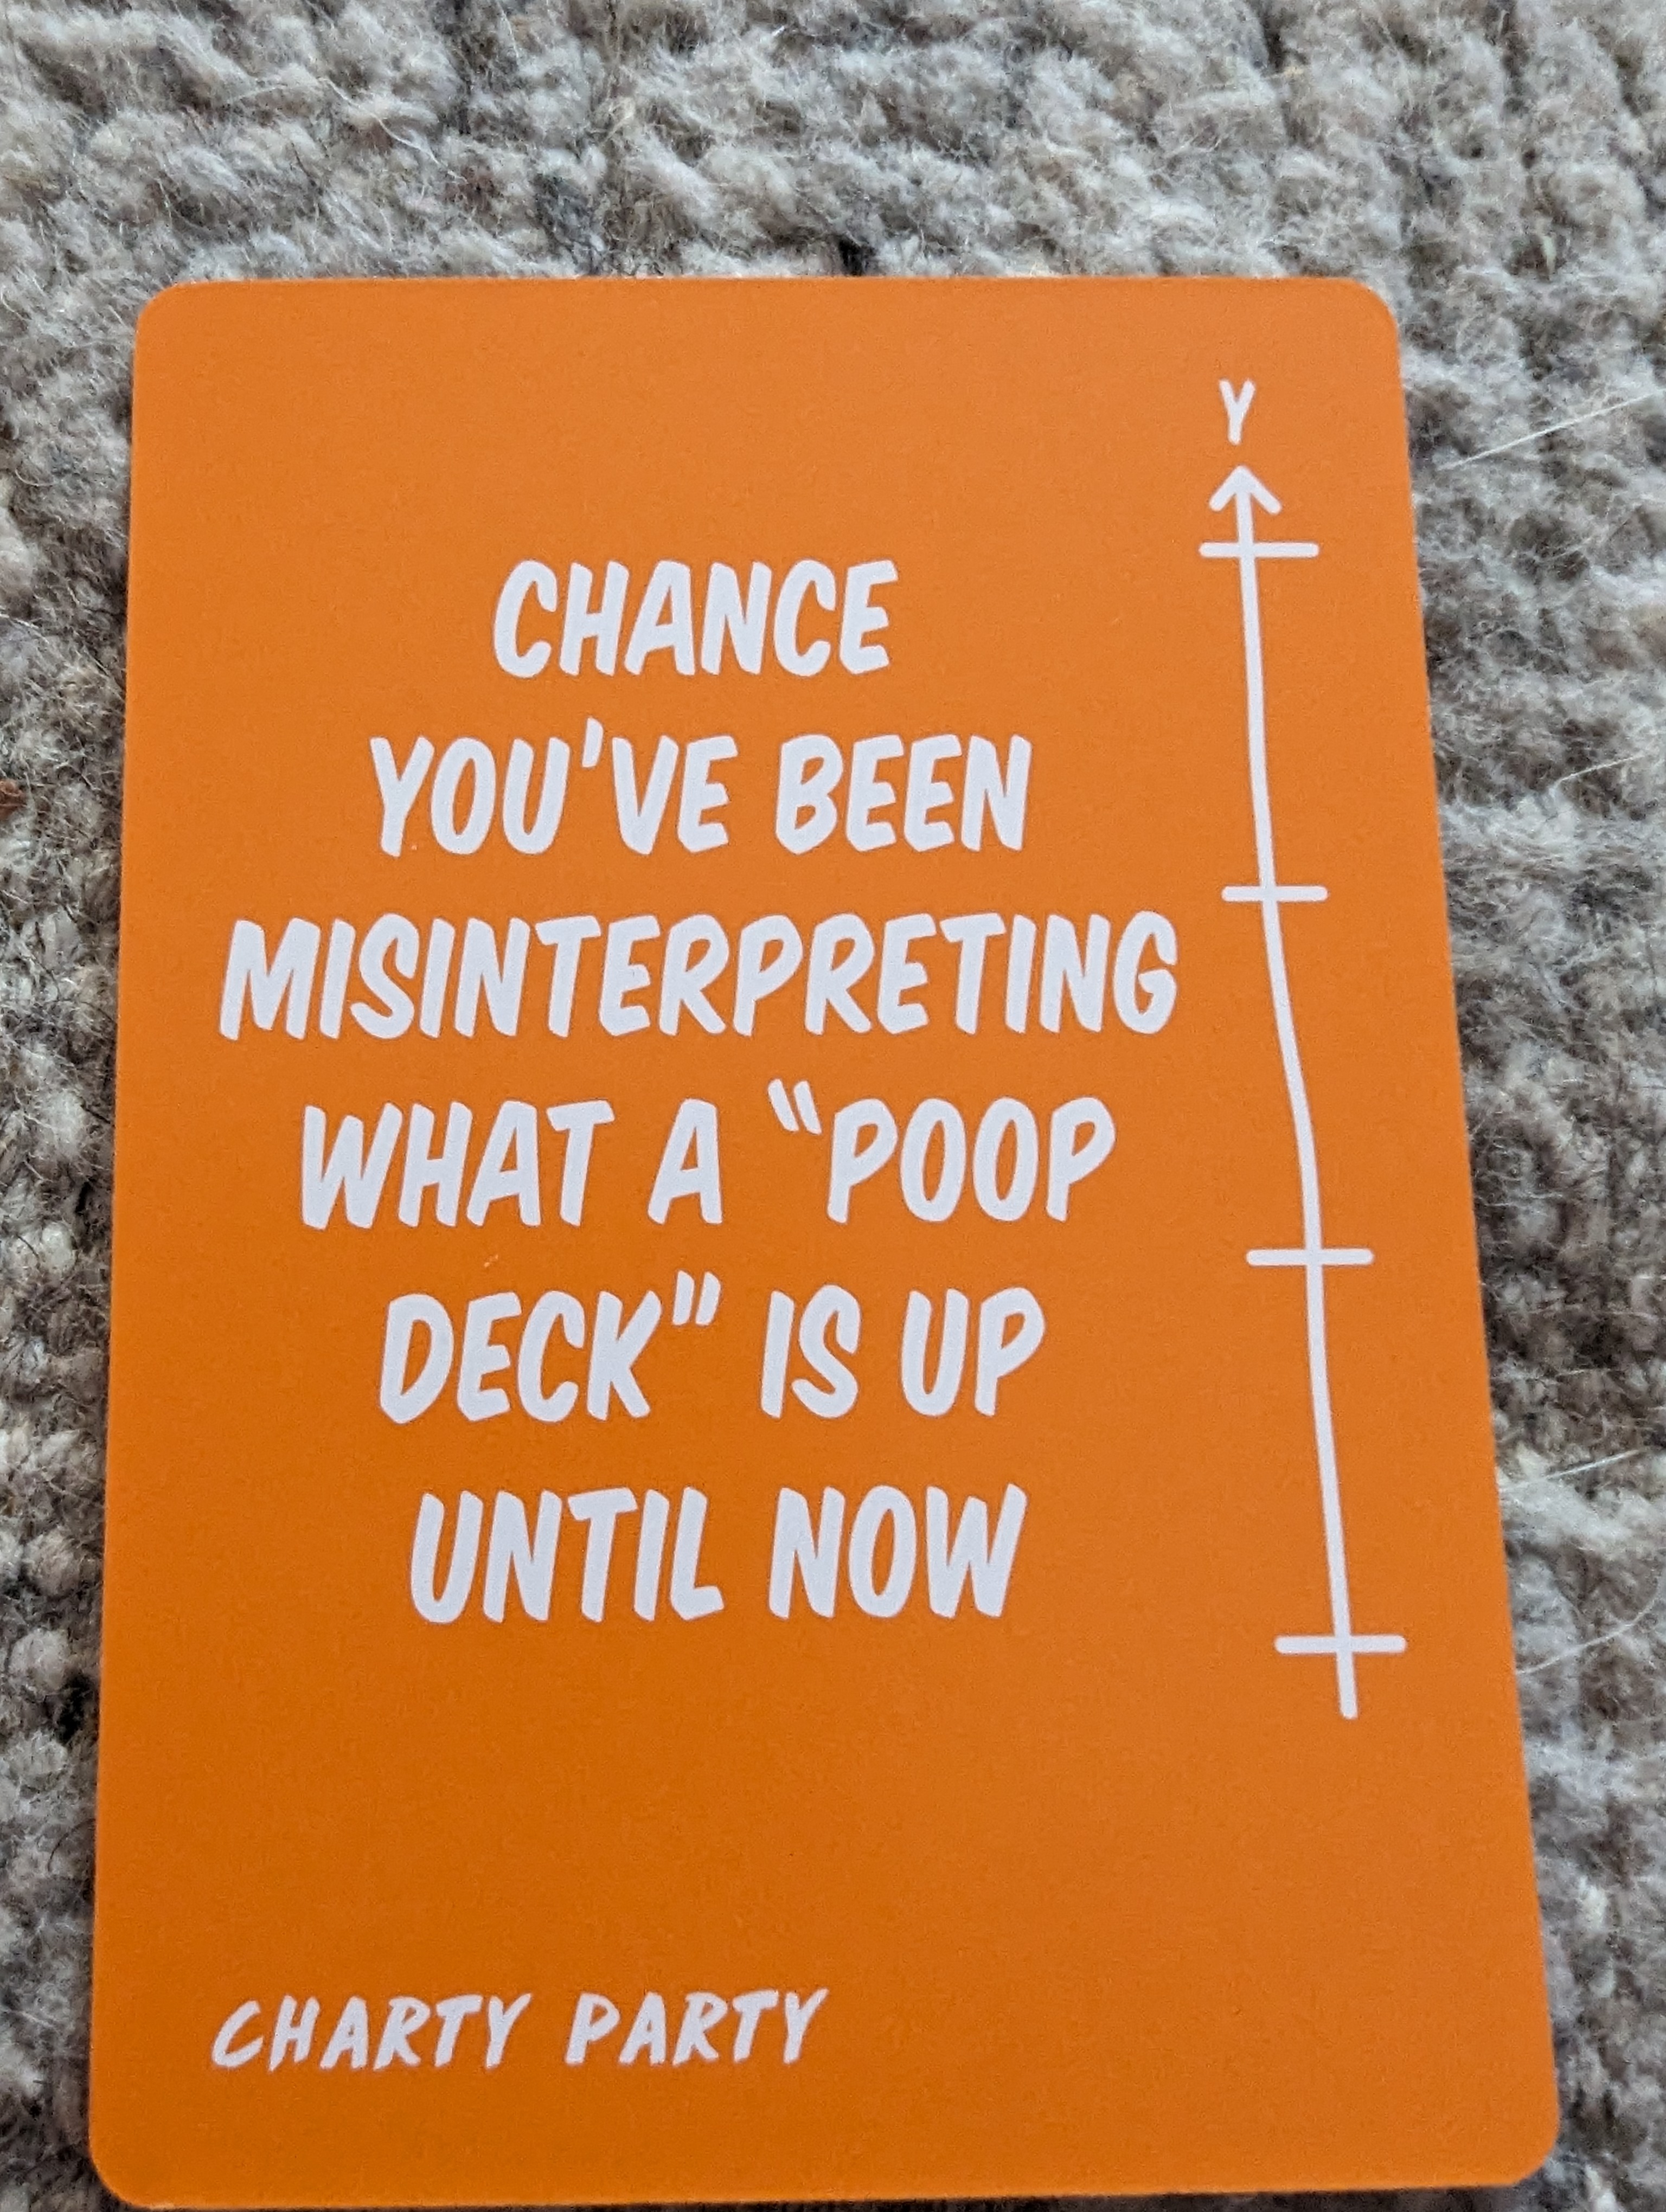 Y
CHANCE
YOU'VE BEEN
MISINTERPRETING
WHAT A "POOP
DECK" IS UP
UNTIL NOW
CHARTY PARTY